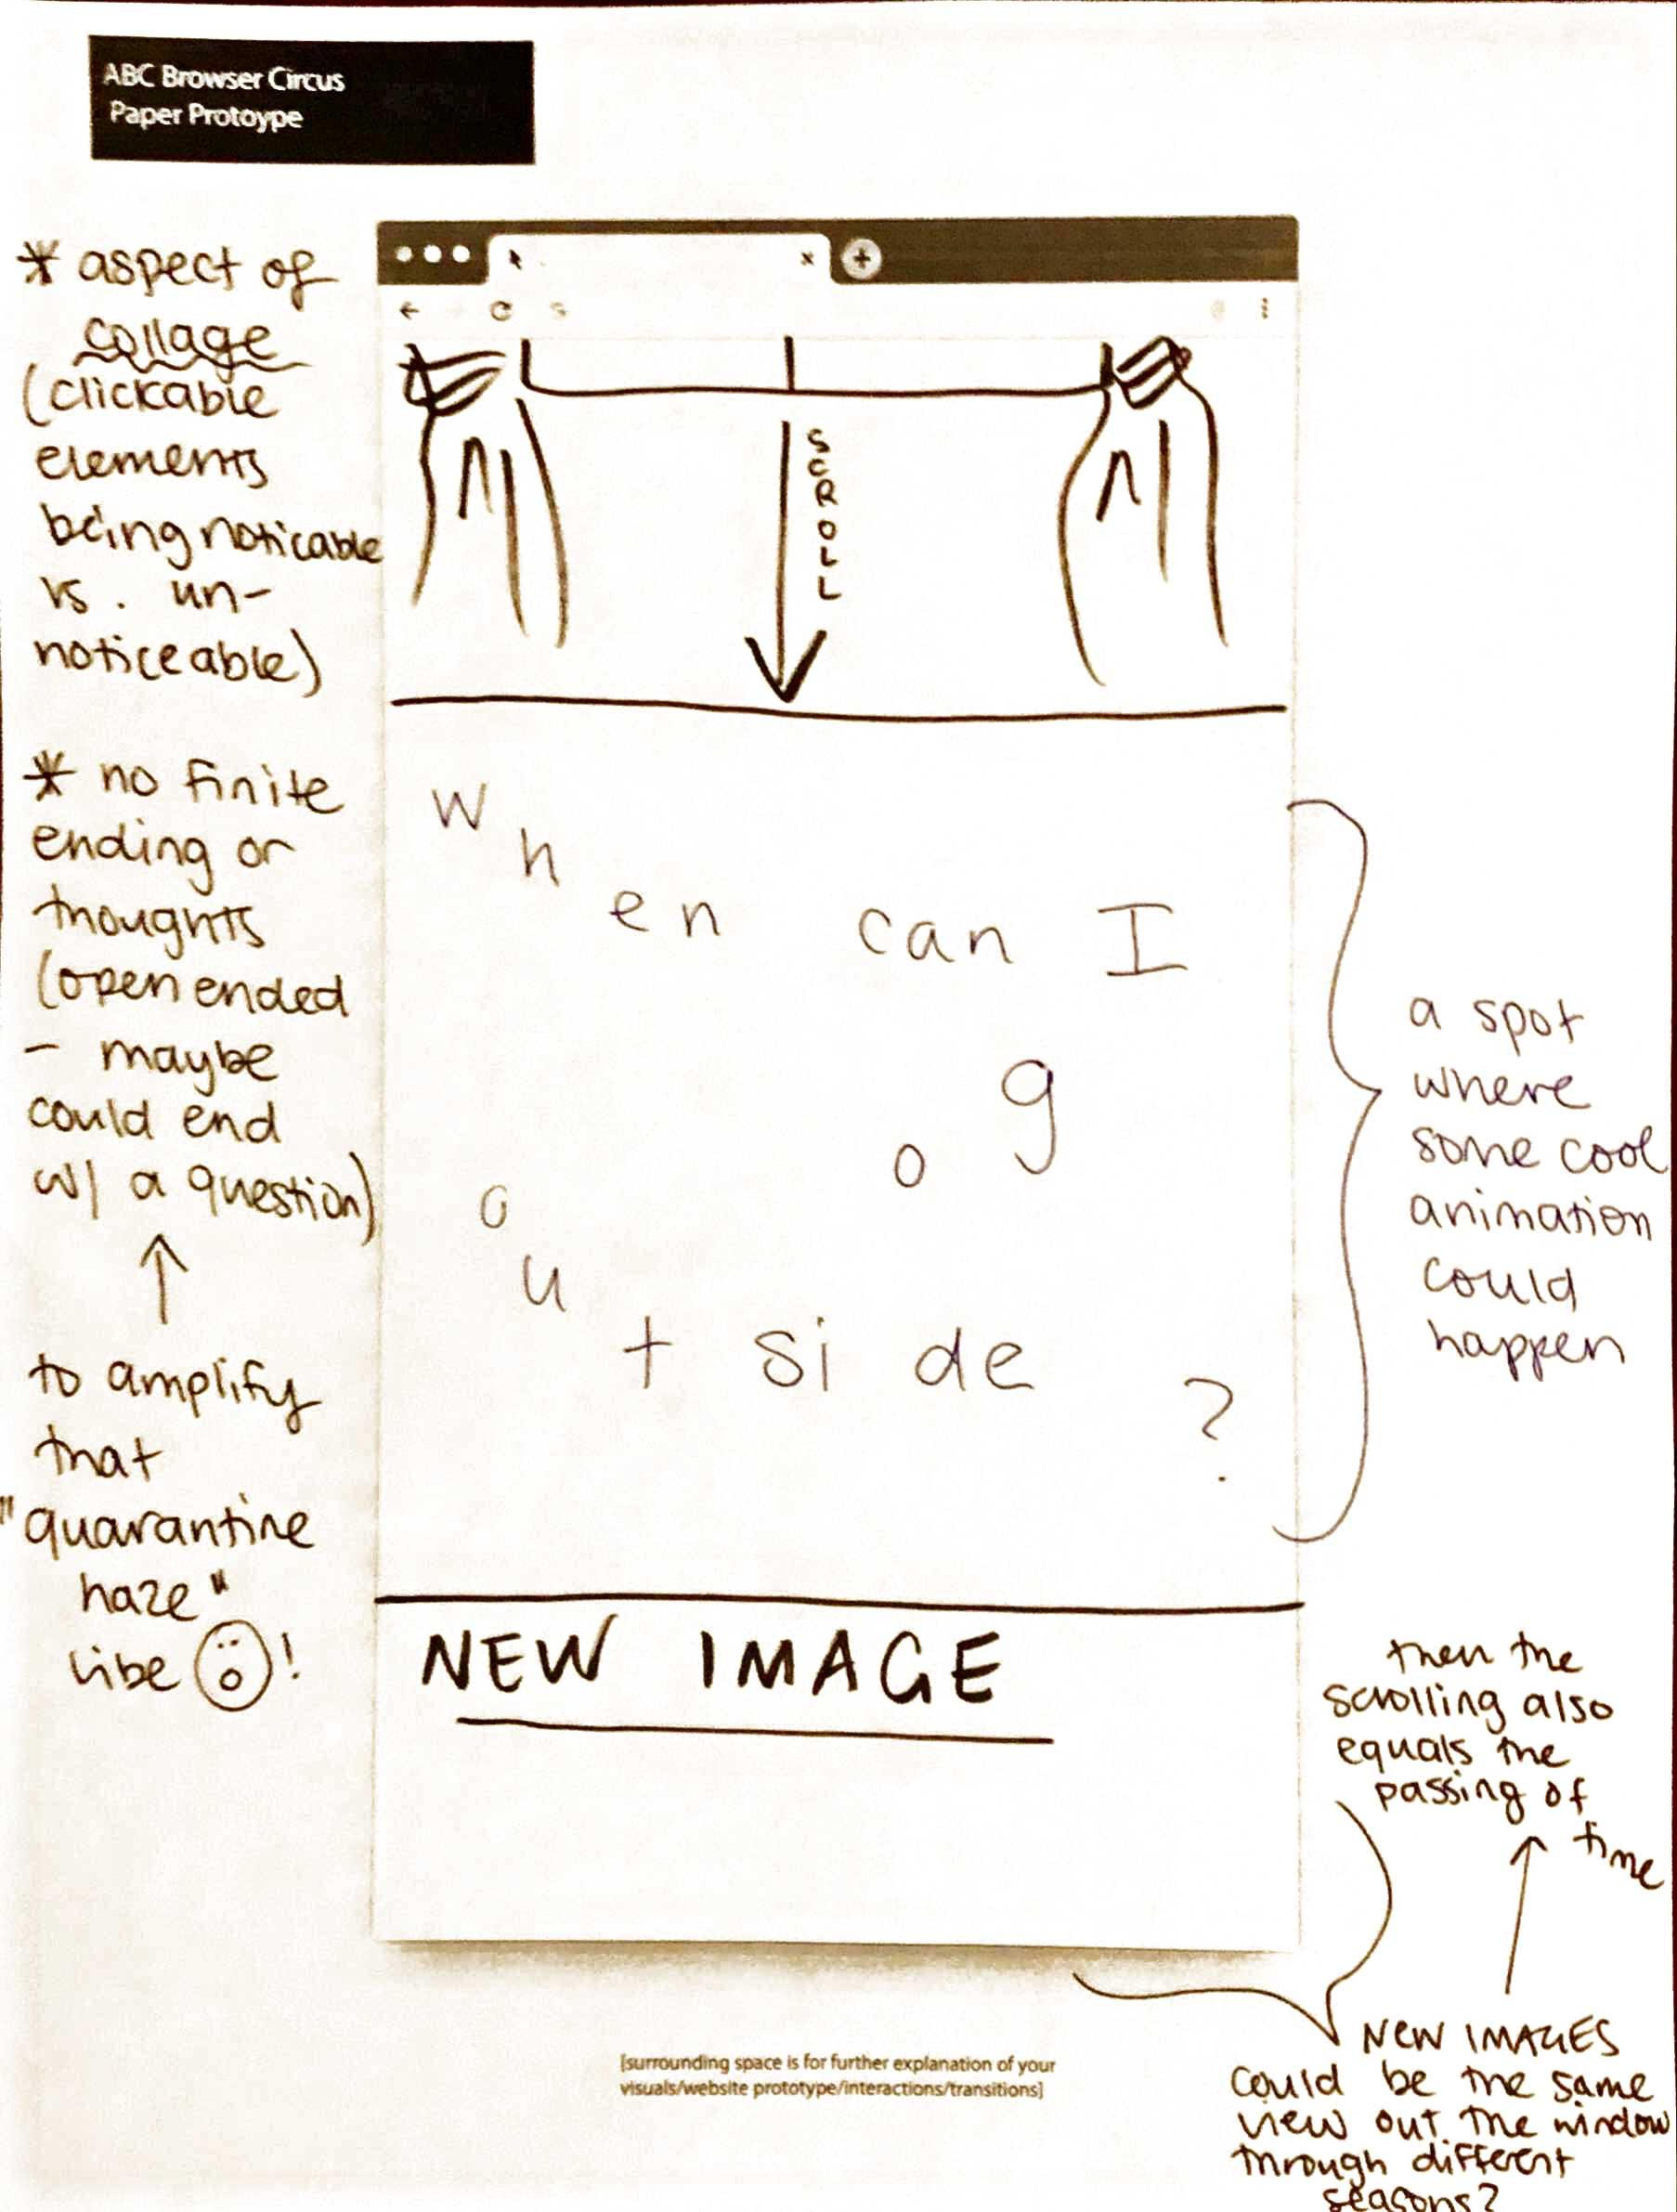 ABC Browser Circus
Paper Protoype
* aspect of
collage
(clickable
elements
being noticable
vs. un-
noticeable)
* no finite
ending or
thoughts
(open ended
- maybe
could end
w/ a question)
to amplify
that
"quarantine
haze"
vibe !
SCROLL
W h en can I
g o
o u t si de ?
a spot
where
some cool
animation
could
happen
NEW IMAGE
then the
scrolling also
equals the
passing of
time
NEW IMAGES
could be the same
view out the window
through different
seasons?
[surrounding space is for further explanation of your
visuals/website prototype/interactions/transitions]